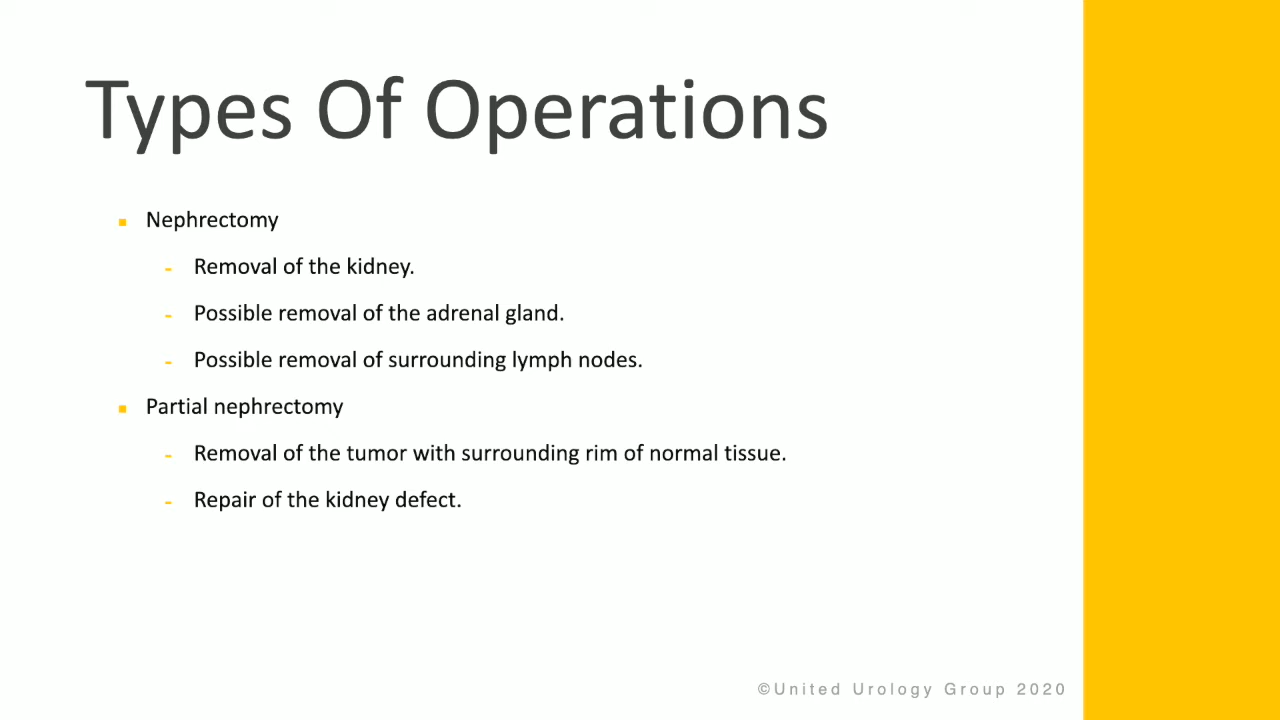 Types Of Operations
▪ Nephrectomy
- Removal of the kidney.
- Possible removal of the adrenal gland.
- Possible removal of surrounding lymph nodes.
▪ Partial nephrectomy
- Removal of the tumor with surrounding rim of normal tissue.
- Repair of the kidney defect.
©United Urology Group 2020